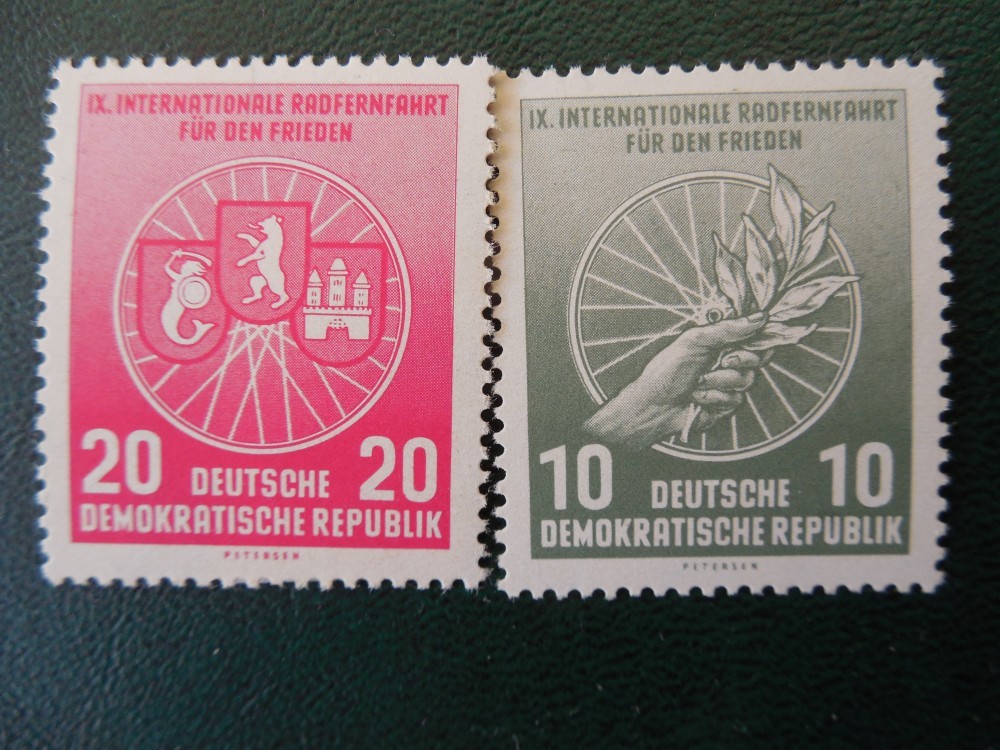 IX. INTERNATIONALE RADFERNFAHRT
FÜR DEN FRIEDEN
20 20
DEUTSCHE
DEMOKRATISCHE REPUBLIK
PETERSEN
IX. INTERNATIONALE RADFERNFAHRT
FÜR DEN FRIEDEN
10 10
DEUTSCHE
DEMOKRATISCHE REPUBLIK
PETERSEN